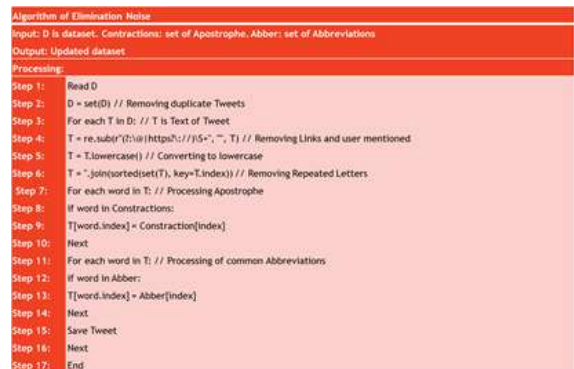 Algorithm of Elimination Noise
Input: D is dataset. Contractions: set of Apostrophe. Abber: set of Abbreviations
Output: Updated dataset
Processing:
Step 1: Read D
Step 2: D = set(D) // Removing duplicate Tweets
Step 3: For each T in D: // T is Text of Tweet
Step 4: T = re.sub(r"(?:\@|https?\://)\S+", "", T) // Removing Links and user mentioned
Step 5: T = T.lowercase() // Converting to lowercase
Step 6: T = ''.join(sorted(set(T), key=T.index)) // Removing Repeated Letters
Step 7: For each word in T: // Processing Apostrophe
Step 8: If word in Constractions:
Step 9: T[word.index] = Constraction[index]
Step 10: Next
Step 11: For each word in T: // Processing of common Abbreviations
Step 12: if word in Abber:
Step 13: T[word.index] = Abber[index]
Step 14: Next
Step 15: Save Tweet
Step 16: Next
Step 17: End